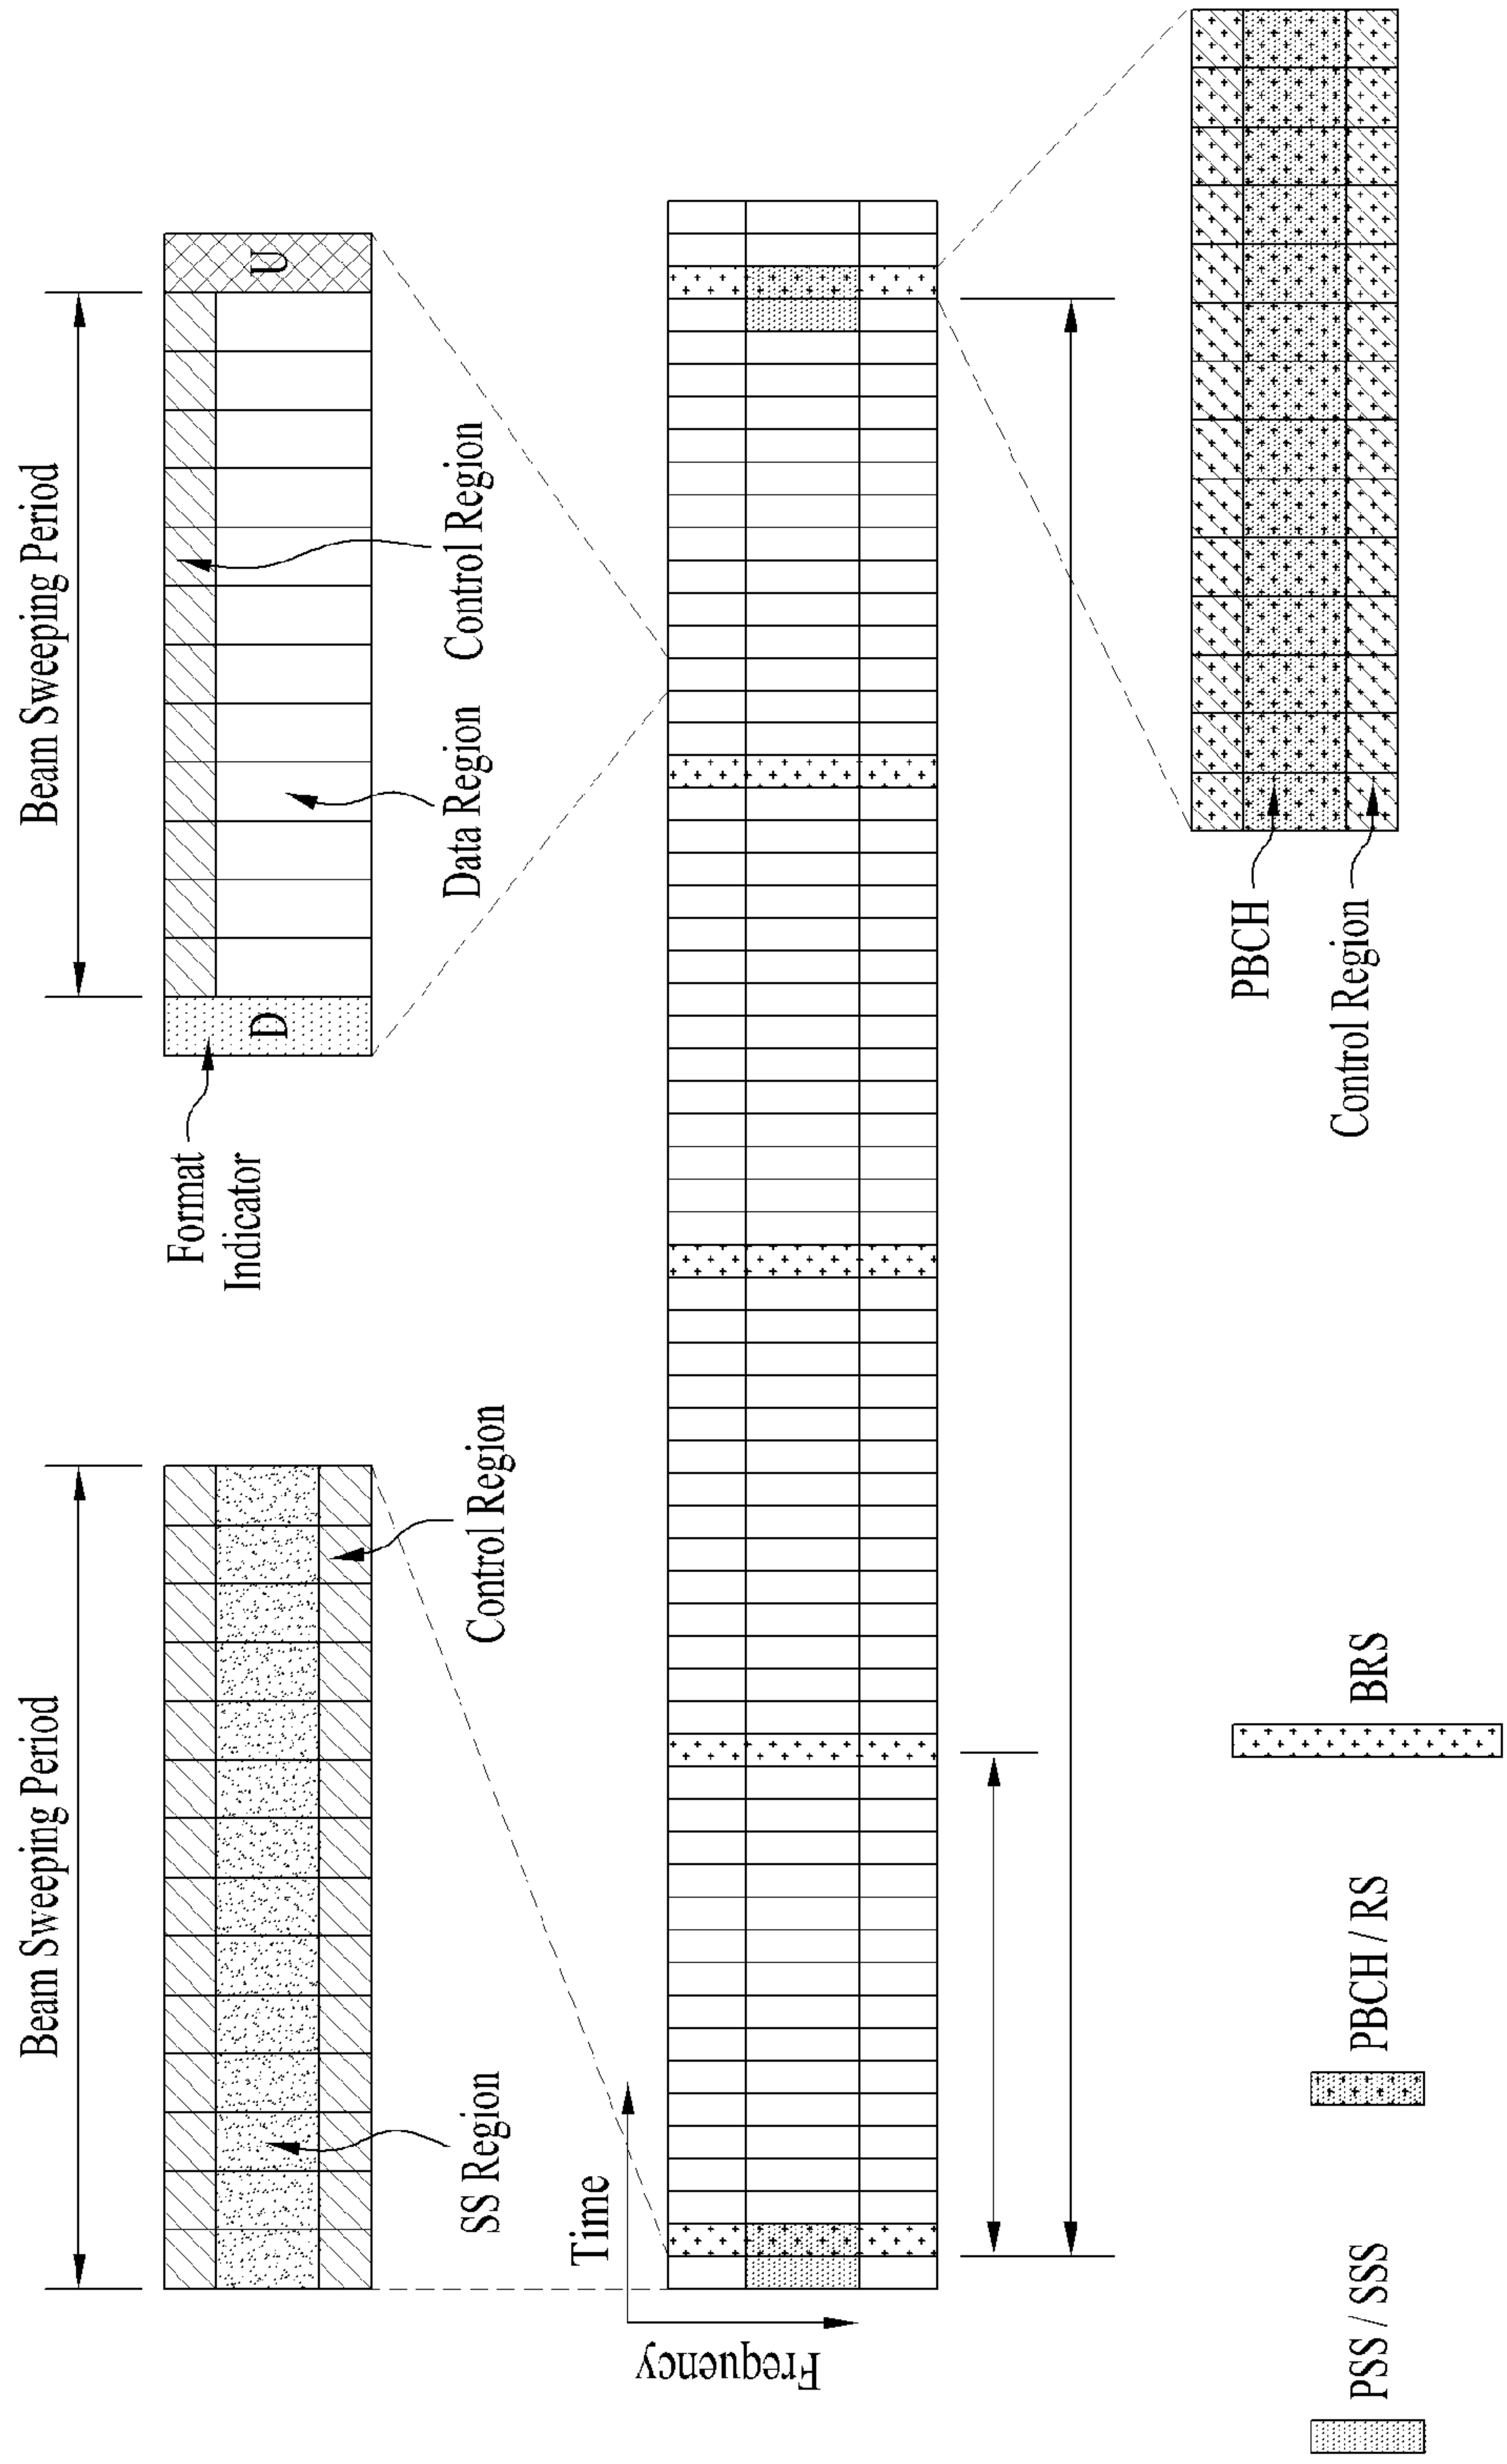 Beam Sweeping Period
Beam Sweeping Period
U
D
Format
Indicator
Control Region
Data Region
Control Region
SS Region
Time
Frequency
PBCH
Control Region
PSS / SSS
PBCH / RS
BRS